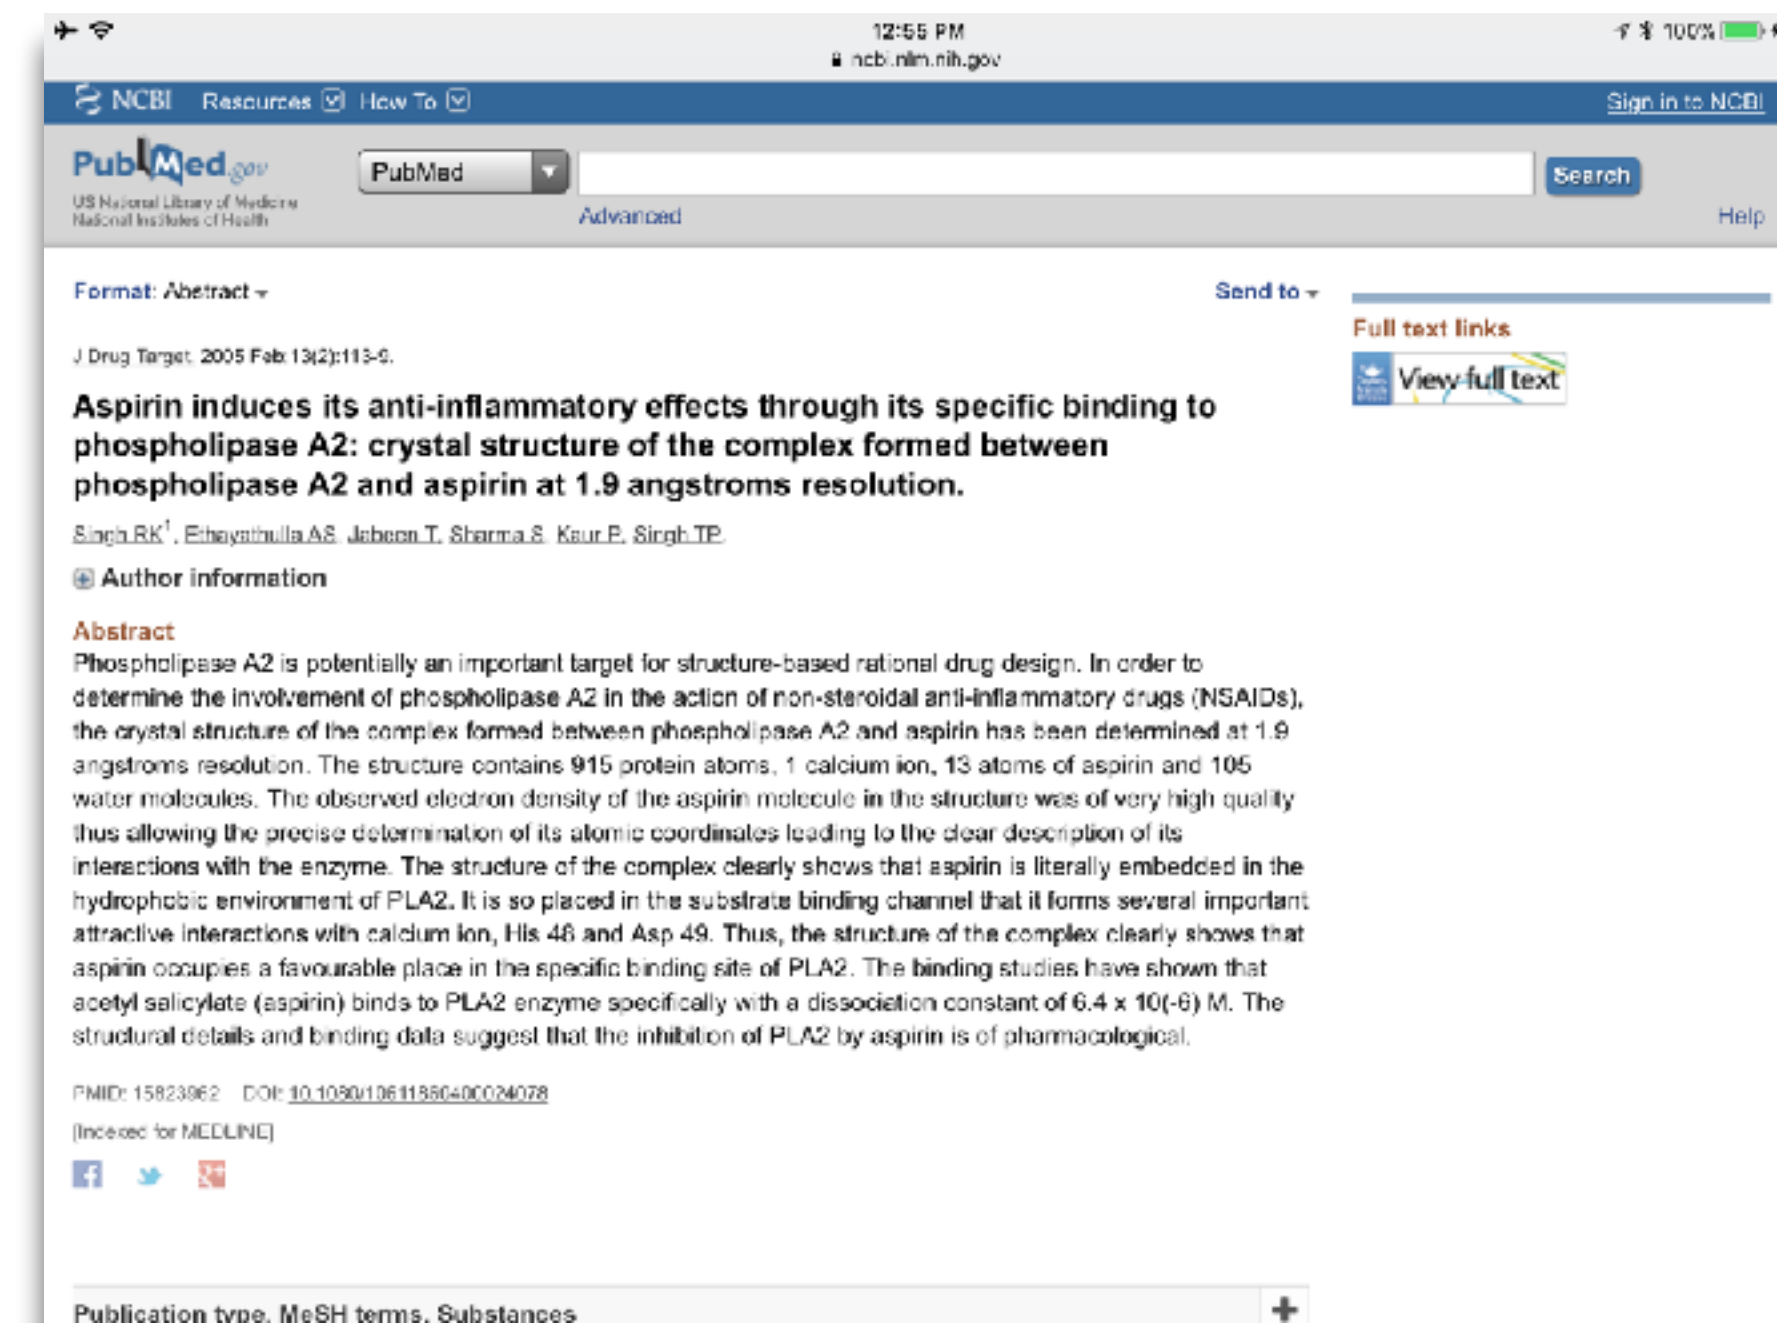 12:55 PM
100%
ncbi.nlm.nih.gov
NCBI Resources How To
Sign in to NCBI
PubMed.gov
PubMed
Search
US National Library of Medicine
National Institutes of Health
Advanced
Help
Format: Abstract
Send to
J Drug Target. 2005 Feb;13(2):113-9.
Aspirin induces its anti-inflammatory effects through its specific binding to
phospholipase A2: crystal structure of the complex formed between
phospholipase A2 and aspirin at 1.9 angstroms resolution.
Singh RK1, Ethayathulla AS, Jabeen T, Sharma S, Kaur P, Singh TP.
Author information
Abstract
Phospholipase A2 is potentially an important target for structure-based rational drug design. In order to
determine the involvement of phospholipase A2 in the action of non-steroidal anti-inflammatory drugs (NSAIDs),
the crystal structure of the complex formed between phospholipase A2 and aspirin has been determined at 1.9
angstroms resolution. The structure contains 915 protein atoms, 1 calcium ion, 13 atoms of aspirin and 105
water molecules. The observed electron density of the aspirin molecule in the structure was of very high quality
thus allowing the precise determination of its atomic coordinates leading to the clear description of its
interactions with the enzyme. The structure of the complex clearly shows that aspirin is literally embedded in the
hydrophobic environment of PLA2. It is so placed in the substrate binding channel that it forms several important
attractive interactions with calcium ion, His 48 and Asp 49. Thus, the structure of the complex clearly shows that
aspirin occupies a favourable place in the specific binding site of PLA2. The binding studies have shown that
acetyl salicylate (aspirin) binds to PLA2 enzyme specifically with a dissociation constant of 6.4 x 10(-6) M. The
structural details and binding data suggest that the inhibition of PLA2 by aspirin is of pharmacological.
PMID: 15823962 DOI: 10.1080/10611860400024078
[Indexed for MEDLINE]
Full text links
View full text
Publication type, MeSH terms, Substances